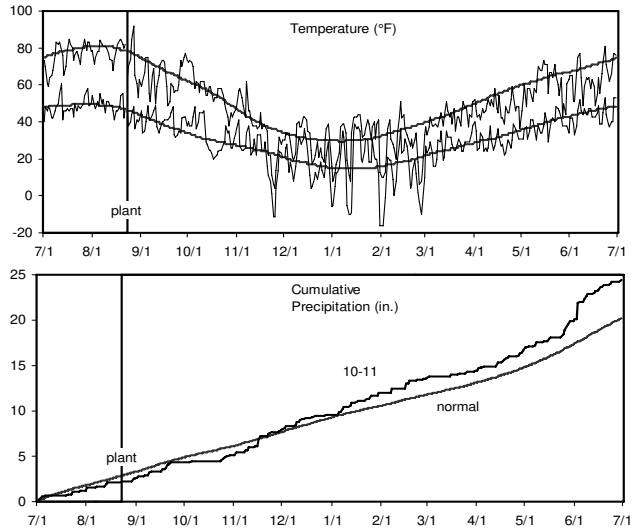 Temperature (°F)
100
80
60
40
20
0
-20
plant
7/1 8/1 9/1 10/1 11/1 12/1 1/1 2/1 3/1 4/1 5/1 6/1 7/1
Cumulative
Precipitation (in.)
25
20
15
10
5
0
10-11
normal
plant
7/1 8/1 9/1 10/1 11/1 12/1 1/1 2/1 3/1 4/1 5/1 6/1 7/1